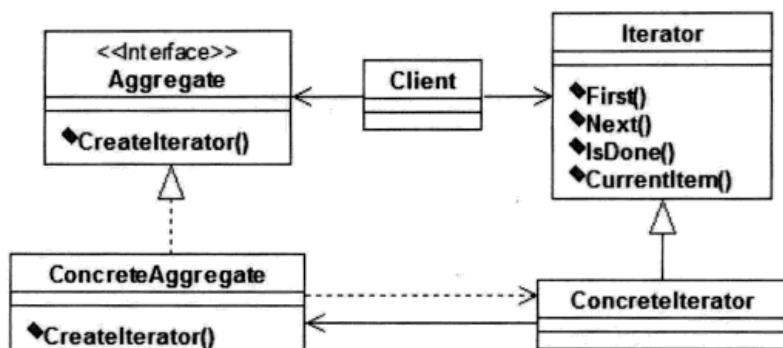 <<Interface>>
Aggregate
CreateIterator()
Client
Iterator
First()
Next()
IsDone()
CurrentItem()
ConcreteAggregate
CreateIterator()
ConcreteIterator